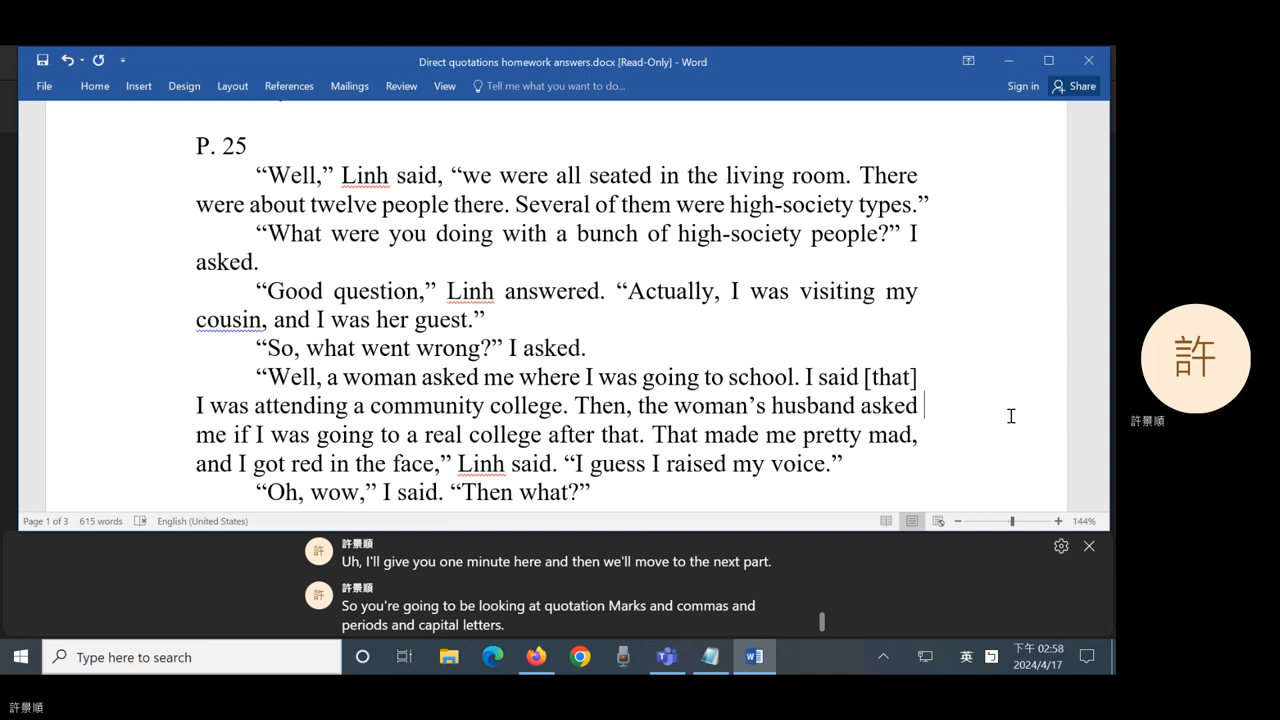 Direct quotations homework answers.docx [Read-Only] - Word
File Home Insert Design Layout References Mailings Review View Tell me what you want to do... Sign in Share
P. 25
“Well,” Linh said, “we were all seated in the living room. There
were about twelve people there. Several of them were high-society types.”
“What were you doing with a bunch of high-society people?” I
asked.
“Good question,” Linh answered. “Actually, I was visiting my
cousin, and I was her guest.”
“So, what went wrong?” I asked.
“Well, a woman asked me where I was going to school. I said [that]
I was attending a community college. Then, the woman’s husband asked
me if I was going to a real college after that. That made me pretty mad,
and I got red in the face,” Linh said. “I guess I raised my voice.”
“Oh, wow,” I said. “Then what?”
許
許景順
Page 1 of 3 615 words English (United States) 144%
許 許景順
Uh, I'll give you one minute here and then we'll move to the next part.
許 許景順
So you're going to be looking at quotation Marks and commas and
periods and capital letters.
Type here to search
英
下午 02:58
2024/4/17
許景順